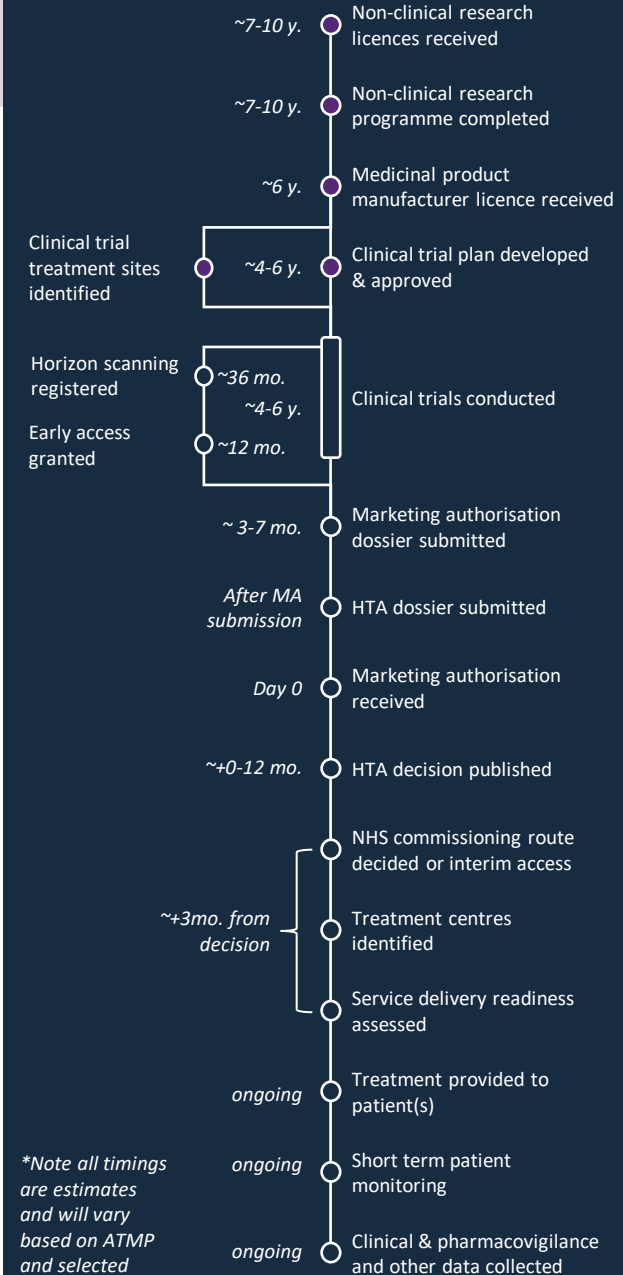 ~7-10 y.
Non-clinical research
licences received
~7-10 y.
Non-clinical research
programme completed
~6 y.
Medicinal product
manufacturer licence received
Clinical trial
treatment sites
identified
~4-6 y.
Clinical trial plan developed
& approved
Horizon scanning
registered
~36 mo.
~4-6 y.
Clinical trials conducted
Early access
granted
~12 mo.
~ 3-7 mo.
Marketing authorisation
dossier submitted
After MA
submission
HTA dossier submitted
Day 0
Marketing authorisation
received
~+0-12 mo.
HTA decision published
NHS commissioning route
decided or interim access
~+3mo. from
decision
Treatment centres
identified
Service delivery readiness
assessed
ongoing
Treatment provided to
patient(s)
ongoing
Short term patient
monitoring
ongoing
Clinical & pharmacovigilance
and other data collected
*Note all timings
are estimates
and will vary
based on ATMP
and selected